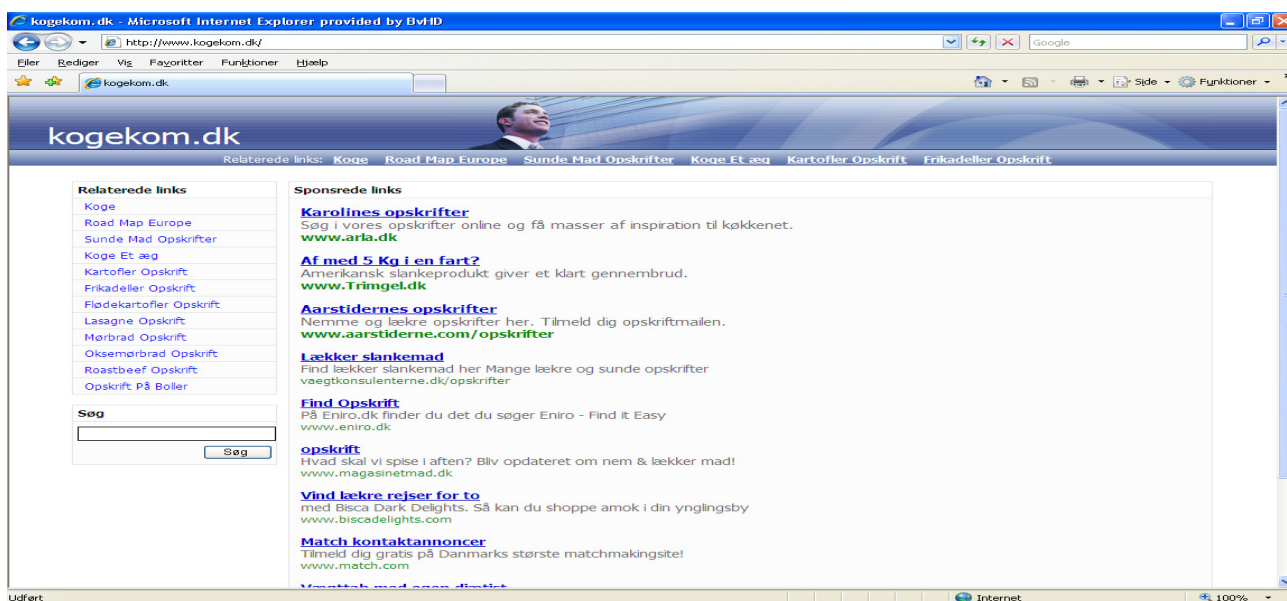 kogekom.dk - Microsoft Internet Explorer provided by BvHD
http://www.kogekom.dk/
Google
Filer Rediger Vis Favoritter Funktioner Hjælp
kogekom.dk
Side Funktioner
kogekom.dk
Relaterede links: Koge Road Map Europe Sunde Mad Opskrifter Koge Et æg Kartofler Opskrift Frikadeller Opskrift
Relaterede links
Koge
Road Map Europe
Sunde Mad Opskrifter
Koge Et æg
Kartofler Opskrift
Frikadeller Opskrift
Flødekartofler Opskrift
Lasagne Opskrift
Mørbrad Opskrift
Oksemørbrad Opskrift
Roastbeef Opskrift
Opskrift På Boller
Søg
Søg
Sponsrede links
Karolines opskrifter
Søg i vores opskrifter online og få masser af inspiration til køkkenet.
www.arla.dk
Af med 5 Kg i en fart?
Amerikansk slankeprodukt giver et klart gennembrud.
www.Trimgel.dk
Aarstidernes opskrifter
Nemme og lækre opskrifter her. Tilmeld dig opskriftmailen.
www.aarstiderne.com/opskrifter
Lækker slankemad
Find lækker slankemad her Mange lækre og sunde opskrifter
vaegtkonsulenterne.dk/opskrifter
Find Opskrift
På Eniro.dk finder du det du søger Eniro - Find it Easy
www.eniro.dk
opskrift
Hvad skal vi spise i aften? Bliv opdateret om nem & lækker mad!
www.magasinetmad.dk
Vind lækre rejser for to
med Bisca Dark Delights. Så kan du shoppe amok i din ynglingsby
www.biscadelights.com
Match kontaktannoncer
Tilmeld dig gratis på Danmarks største matchmakingsite!
www.match.com
Vægttab med egen diætist
Udført
Internet
100%